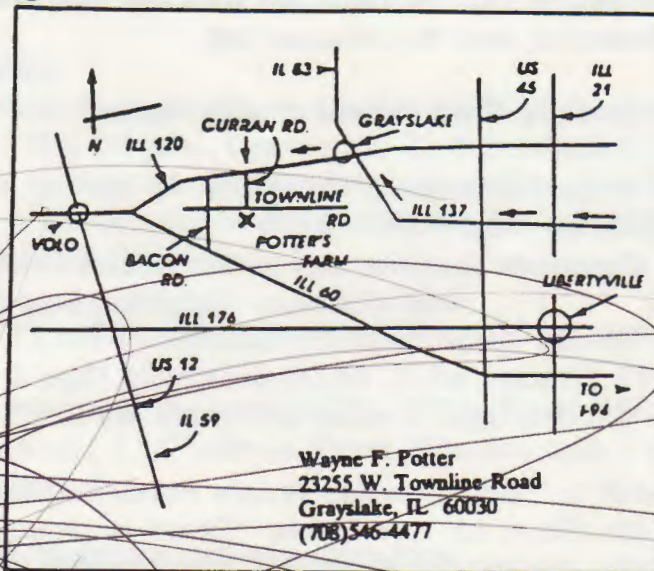 IL 83
US
45
ILL
21
N
CURRAN RD.
GRAYSLAKE
ILL 120
TOWNLINE
RD
ILL 137
VOLO
BACON
RD.
POTTER'S
FARM
ILL 60
LIBERTYVILLE
ILL 176
US 12
TO
I-94
IL 59
Wayne F. Potter
23255 W. Townline Road
Grayslake, IL 60030
(708)546-4477